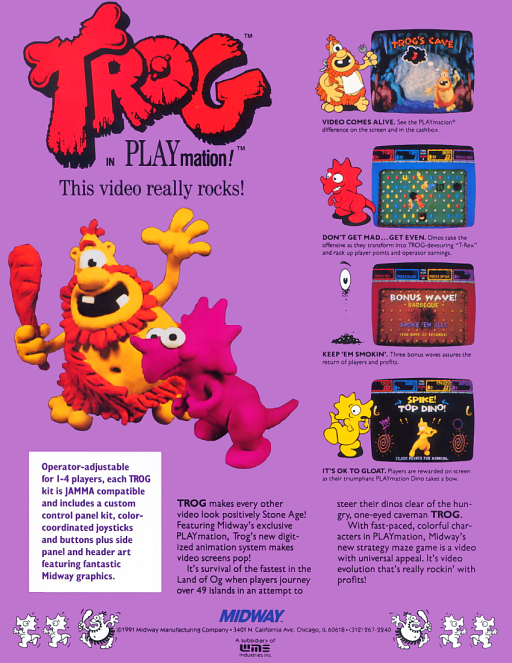 TROG™
IN PLAYmation!™
This video really rocks!
TROG'S CAVE
VIDEO COMES ALIVE. See the PLAYmation®
difference on the screen and in the cashbox.
DON'T GET MAD...GET EVEN. Dinos take the
offensive as they transform into TROG-devouring "T-Rex"
and rack up player points and operator earnings.
BONUS WAVE!
BARBEQUE
SMOKE 'EM ALL!
KEEP 'EM SMOKIN'. Three bonus waves assures the
return of players and profits.
SPIKE!
TOP DINO!
IT'S OK TO GLOAT. Players are rewarded on screen
as their triumphant PLAYmation Dino takes a bow.
Operator-adjustable
for 1-4 players, each TROG
kit is JAMMA compatible
and includes a custom
control panel kit, color-
coordinated joysticks
and buttons plus side
panel and header art
featuring fantastic
Midway graphics.
TROG makes every other
video look positively Stone Age!
Featuring Midway's exclusive
PLAYmation, Trog's new digit-
ized animation system makes
video screens pop!
It's survival of the fastest in the
Land of Og when players journey
over 49 islands in an attempt to
steer their dinos clear of the hun-
gry, one-eyed caveman TROG.
With fast-paced, colorful char-
acters in PLAYmation, Midway's
new strategy maze game is a video
with universal appeal. It's video
evolution that's really rockin' with
profits!
MIDWAY.
©1991 Midway Manufacturing Company • 3401 N. California Ave. Chicago, IL 60618 • (312) 267-2240
A subsidiary of
WMS
Industries Inc.